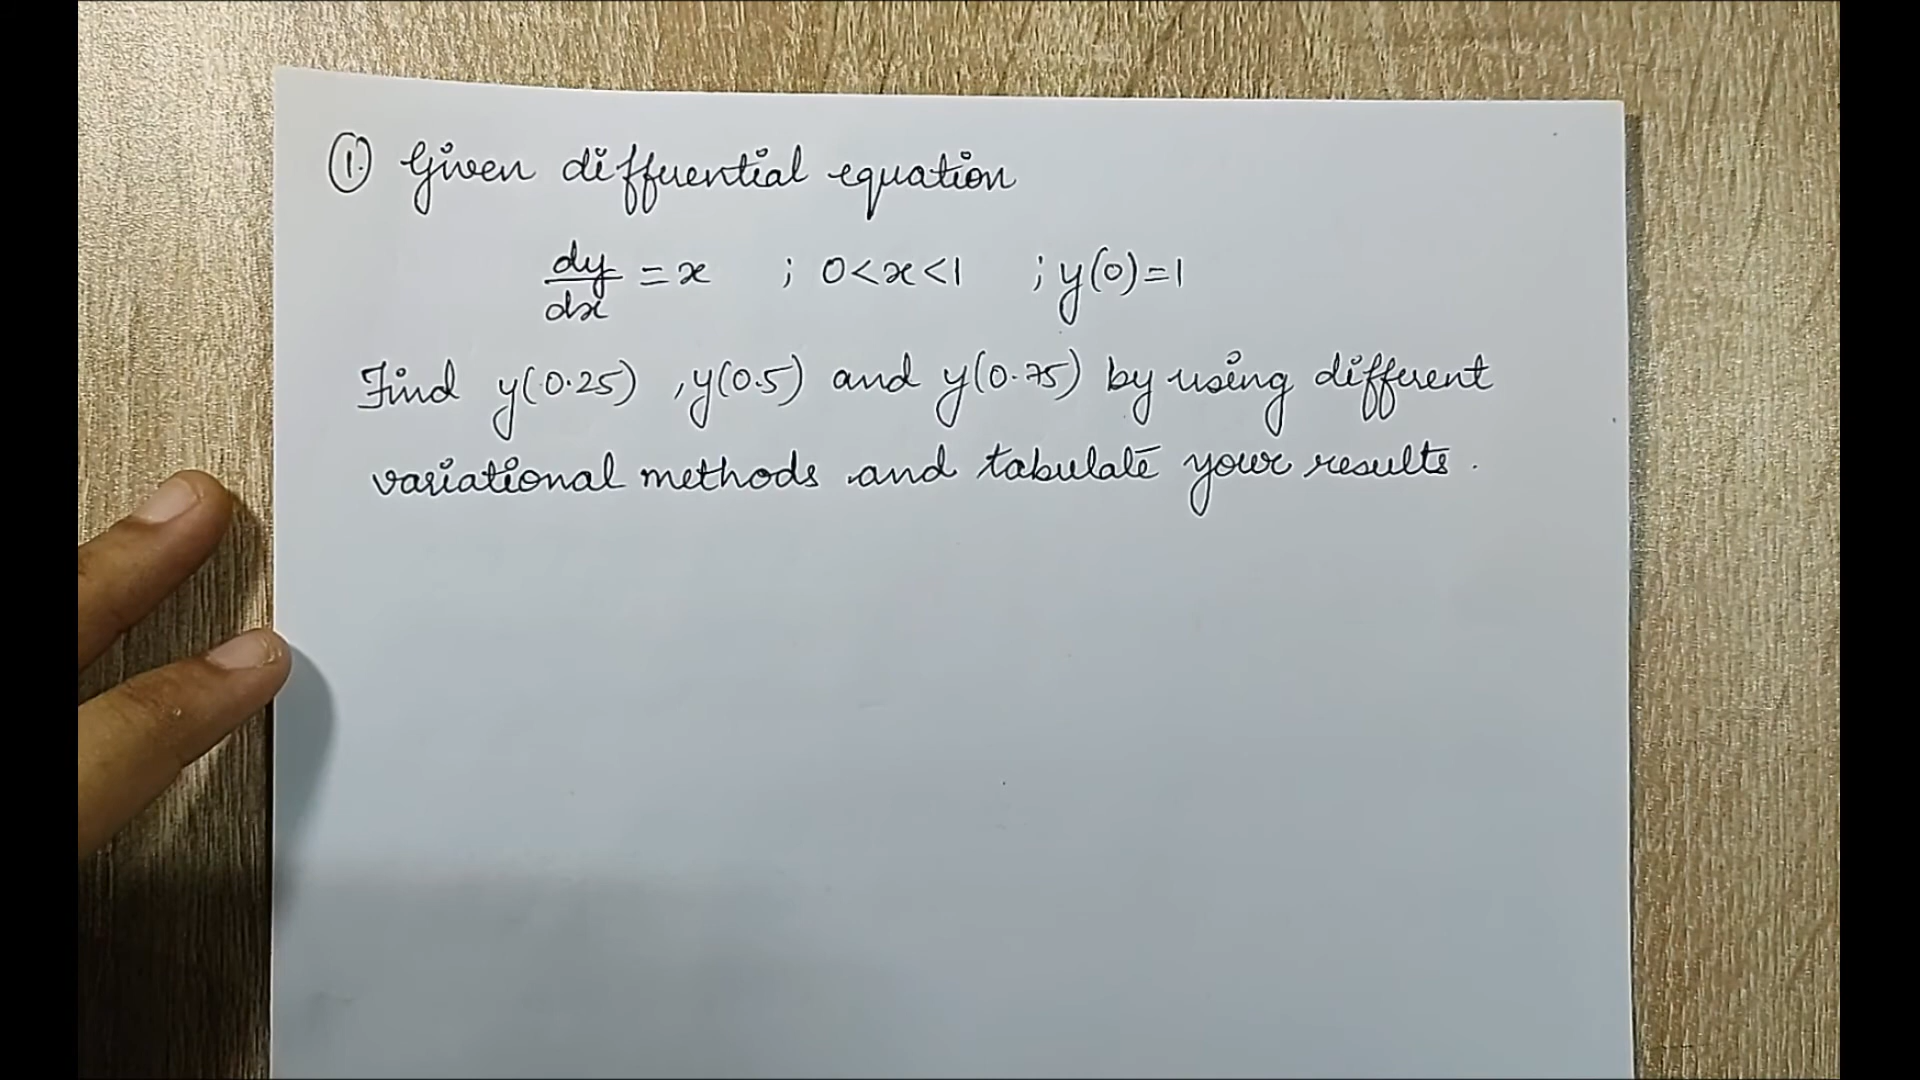 ① Given differential equation
dy/dx = x ; 0<x<1 ; y(0)=1
Find y(0.25) , y(0.5) and y(0.75) by using different
variational methods and tabulate your results .